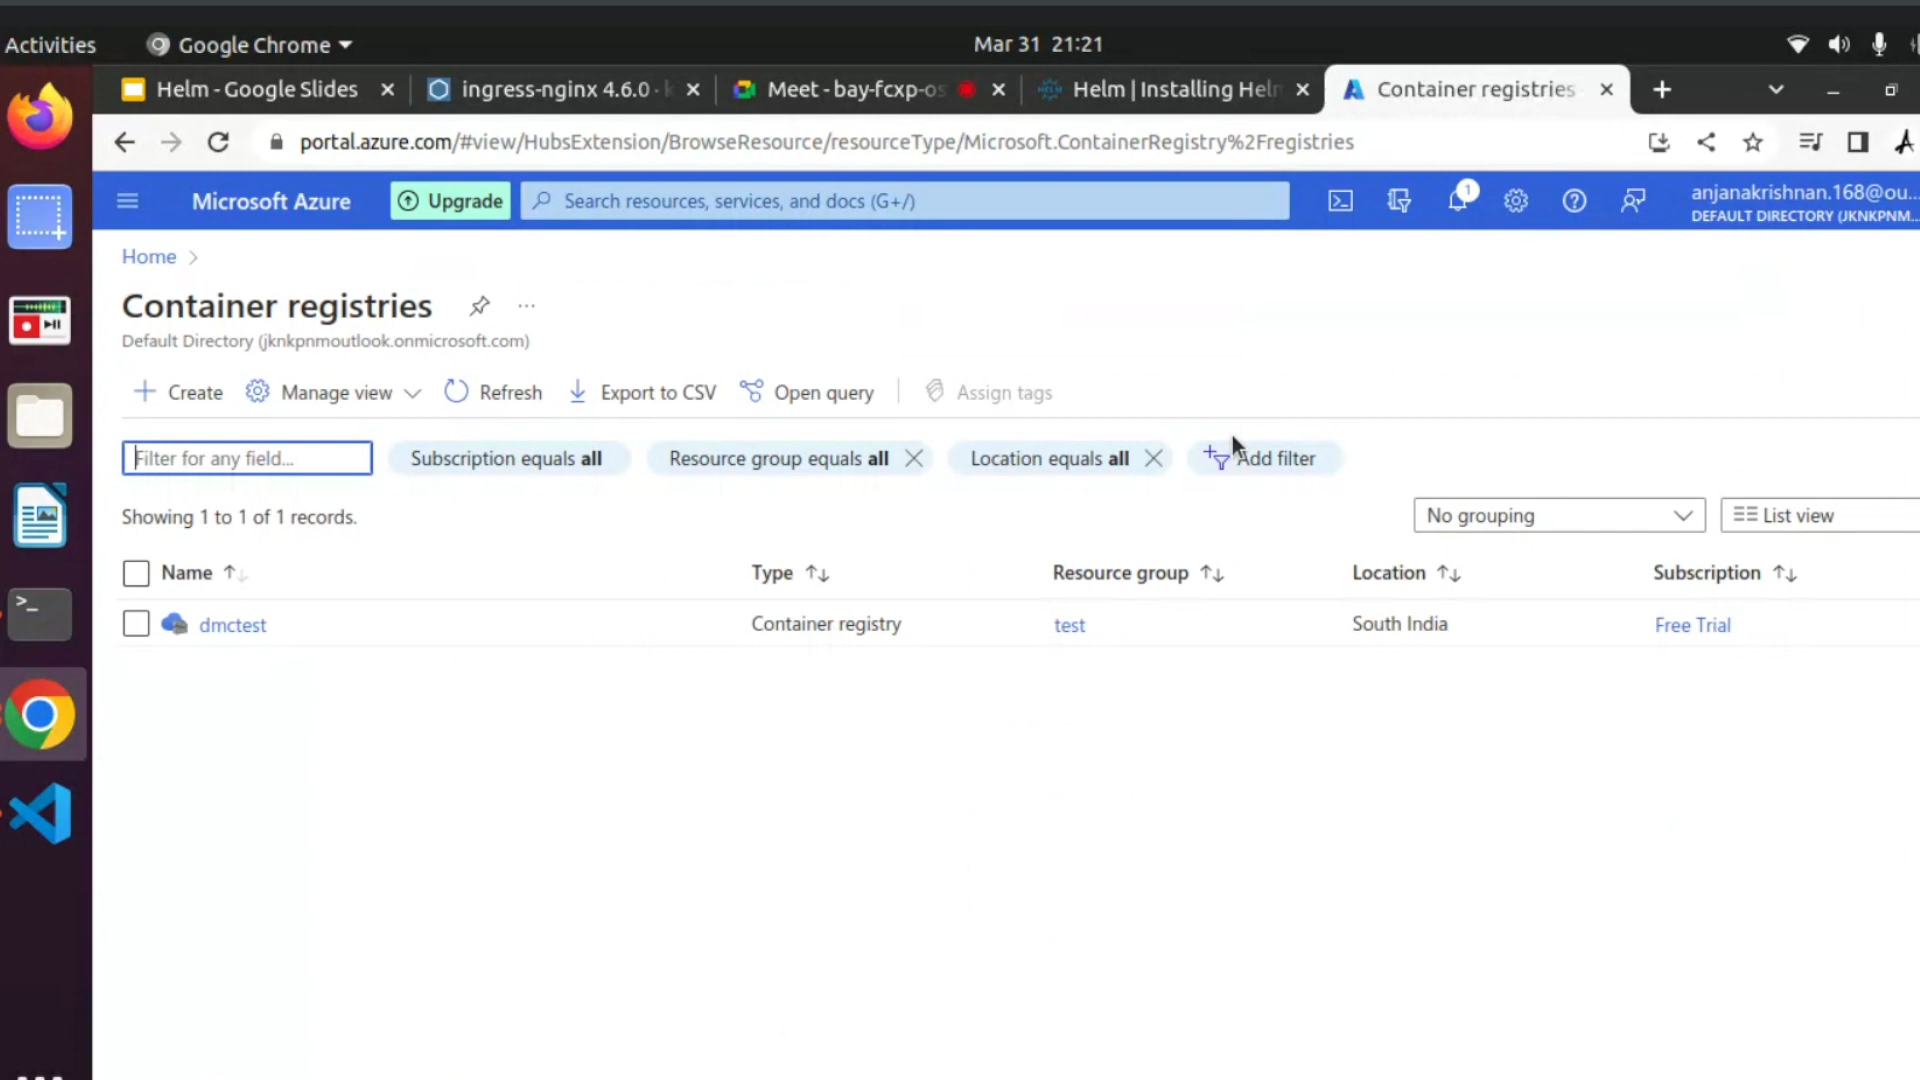 Activities Google Chrome Mar 31 21:21
Helm - Google Slides ingress-nginx 4.6.0 · Meet - bay-fcxp-os Helm | Installing Helm Container registries
portal.azure.com/#view/HubsExtension/BrowseResource/resourceType/Microsoft.ContainerRegistry%2Fregistries
Microsoft Azure Upgrade Search resources, services, and docs (G+/) 1 anjanakrishnan.168@ou...
DEFAULT DIRECTORY (JKNKPNM...
Home
Container registries ...
Default Directory (jknkpnmoutlook.onmicrosoft.com)
Create Manage view Refresh Export to CSV Open query Assign tags
Filter for any field... Subscription equals all Resource group equals all Location equals all Add filter
Showing 1 to 1 of 1 records. No grouping List view
Name Type Resource group Location Subscription
dmctest Container registry test South India Free Trial